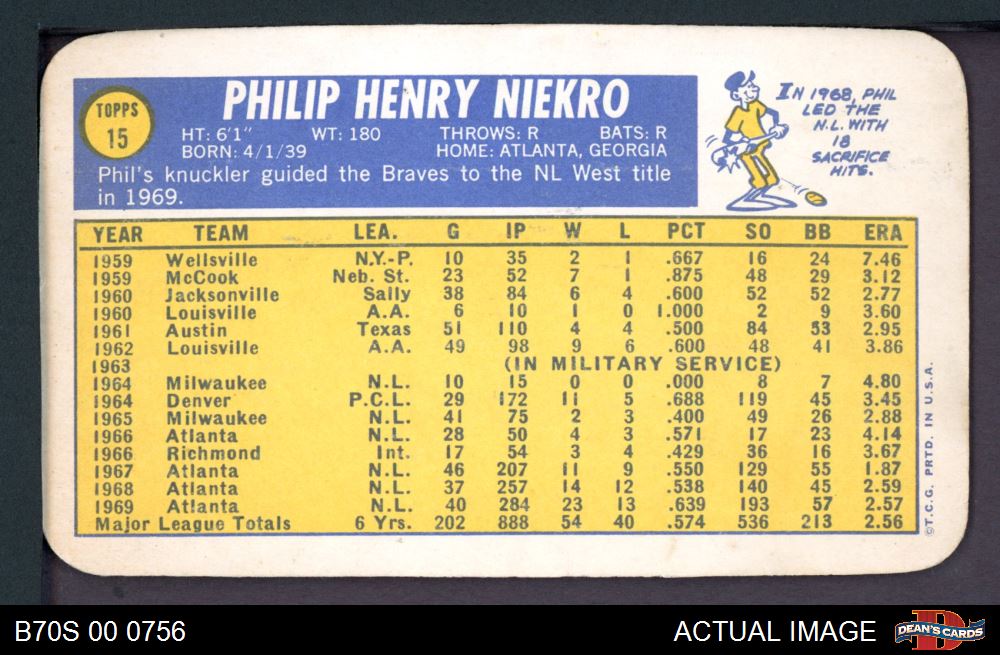 TOPPS
15
PHILIP HENRY NIEKRO
HT: 6'1" WT: 180 THROWS: R BATS: R
BORN: 4/1/39 HOME: ATLANTA, GEORGIA
Phil's knuckler guided the Braves to the NL West title
in 1969.
IN 1968, PHIL
LED THE
N.L. WITH
18
SACRIFICE
HITS.
YEAR TEAM LEA. G IP W L PCT SO BB ERA
1959 Wellsville N.Y.-P. 10 35 2 1 .667 16 24 7.46
1959 McCook Neb. St. 23 52 7 1 .875 48 29 3.12
1960 Jacksonville Sally 38 84 6 4 .600 52 52 2.77
1960 Louisville A.A. 6 10 1 0 1.000 2 9 3.60
1961 Austin Texas 51 110 4 4 .500 84 53 2.95
1962 Louisville A.A. 49 98 9 6 .600 48 41 3.86
1963 (IN MILITARY SERVICE)
1964 Milwaukee N.L. 10 15 0 0 .000 8 7 4.80
1964 Denver P.C.L. 29 172 11 5 .688 119 45 3.45
1965 Milwaukee N.L. 41 75 2 3 .400 49 26 2.88
1966 Atlanta N.L. 28 50 4 3 .571 17 23 4.14
1966 Richmond Int. 17 54 3 4 .429 36 16 3.67
1967 Atlanta N.L. 46 207 11 9 .550 129 55 1.87
1968 Atlanta N.L. 37 257 14 12 .538 140 45 2.59
1969 Atlanta N.L. 40 284 23 13 .639 193 57 2.57
Major League Totals 6 Yrs. 202 888 54 40 .574 536 213 2.56
©T.C.G. PRTD. IN U.S.A.
B70S 00 0756
ACTUAL IMAGE
D
DEAN'S CARDS